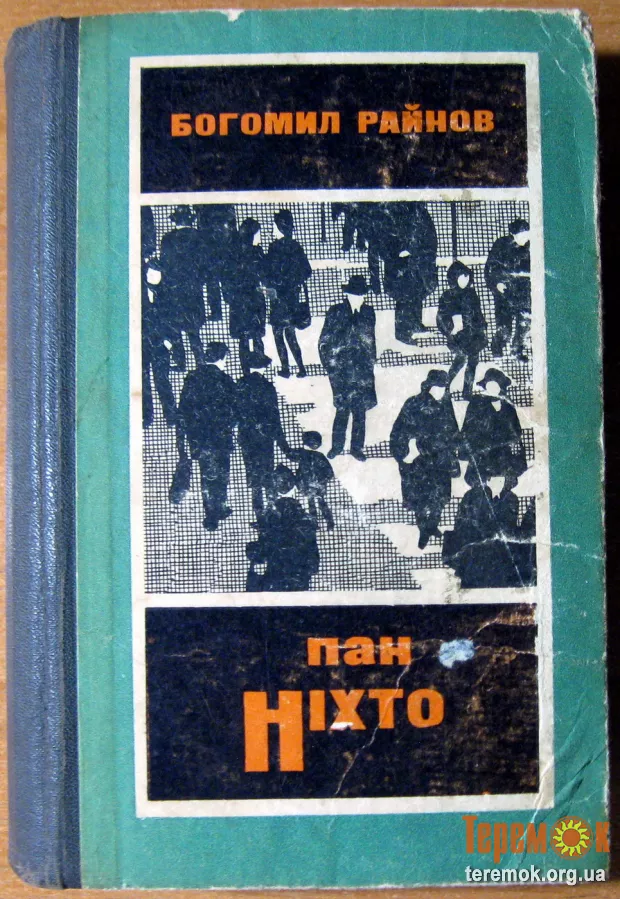 БОГОМИЛ РАЙНОВ
пан
НІХТО
Теремок
teremok.org.ua